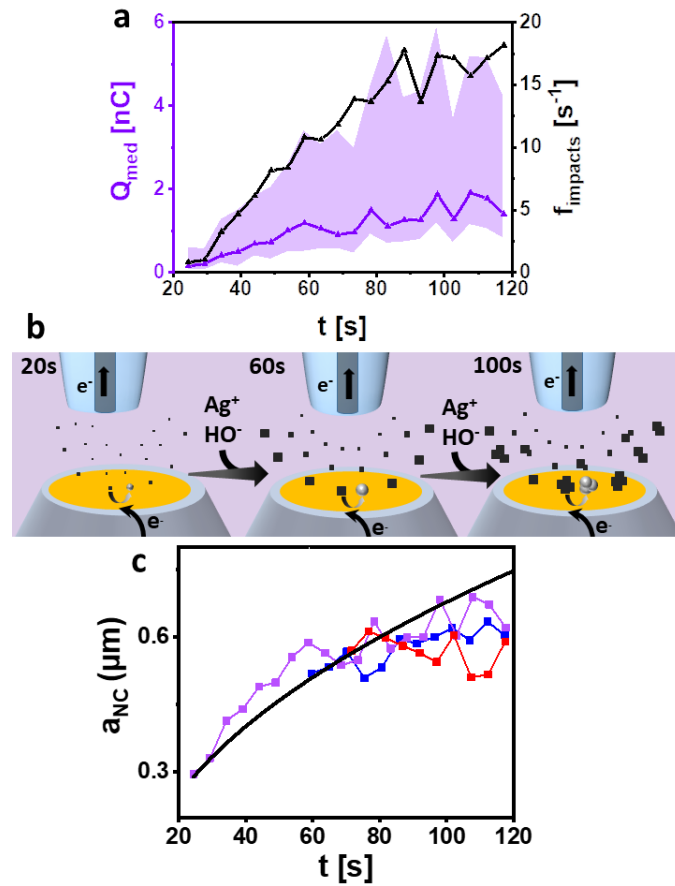 a
6
4
2
0
Q_med [nC]
20
15
10
5
0
f_impacts [s⁻¹]
20 40 60 80 100 120
t [s]
b
20s 60s 100s
e⁻ e⁻ e⁻
Ag⁺ Ag⁺
HO⁻ HO⁻
e⁻ e⁻ e⁻
c
0.6
0.3
a_NC (μm)
20 40 60 80 100 120
t [s]